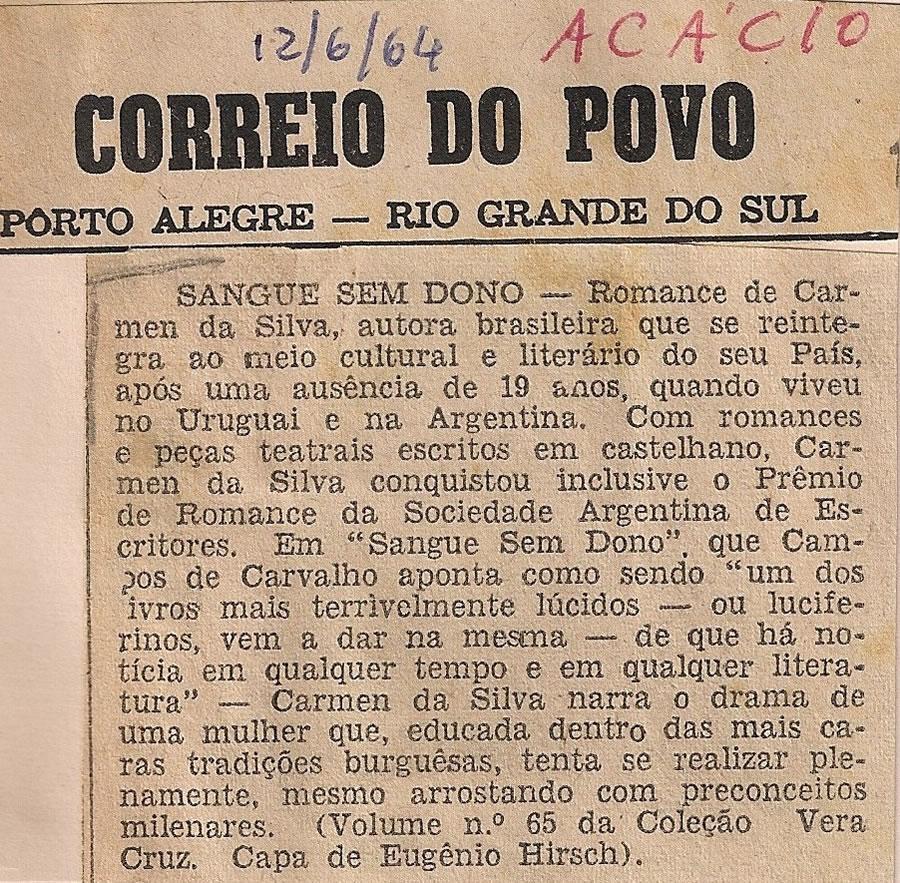 12/6/64 ACÁCIO
CORREIO DO POVO
PÔRTO ALEGRE — RIO GRANDE DO SUL
SANGUE SEM DONO — Romance de Car-
men da Silva, autora brasileira que se reinte-
gra ao meio cultural e literário do seu País,
após uma ausência de 19 anos, quando viveu
no Uruguai e na Argentina. Com romances
e peças teatrais escritos em castelhano, Car-
men da Silva conquistou inclusive o Prêmio
de Romance da Sociedade Argentina de Es-
critores. Em “Sangue Sem Dono”, que Cam-
pos de Carvalho aponta como sendo “um dos
ivros mais terrìvelmente lúcidos — ou lucife-
rinos, vem a dar na mesma — de que há no-
tícia em qualquer tempo e em qualquer litera-
tura” — Carmen da Silva narra o drama de
uma mulher que, educada dentro das mais ca-
ras tradições burguêsas, tenta se realizar ple-
namente, mesmo arrostando com preconceitos
milenares. (Volume n.º 65 da Coleção Vera
Cruz. Capa de Eugênio Hirsch).